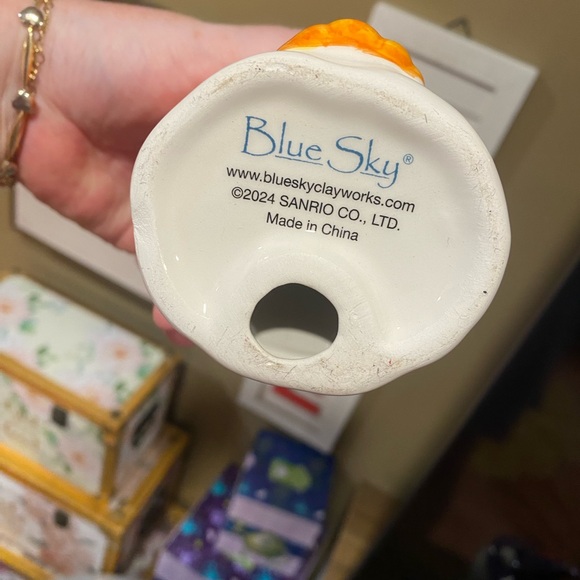 Blue Sky®
www.blueskyclayworks.com
©2024 SANRIO CO., LTD.
Made in China